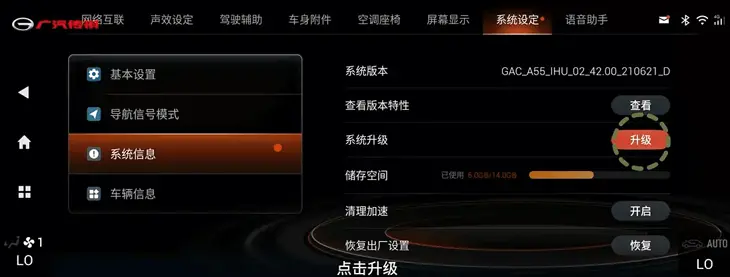 网络互联 声效设定 驾驶辅助 车身附件 空调座椅 屏幕显示 系统设定 语音助手
广汽传祺
4G
基本设置
导航信号模式
系统信息
车辆信息
系统版本 GAC_A55_IHU_02_42.00_210621_D
查看版本特性 查看
系统升级 升级
储存空间 已使用 6.0GB/14.0GB
清理加速 开启
恢复出厂设置 恢复
1
LO
AUTO
LO
点击升级